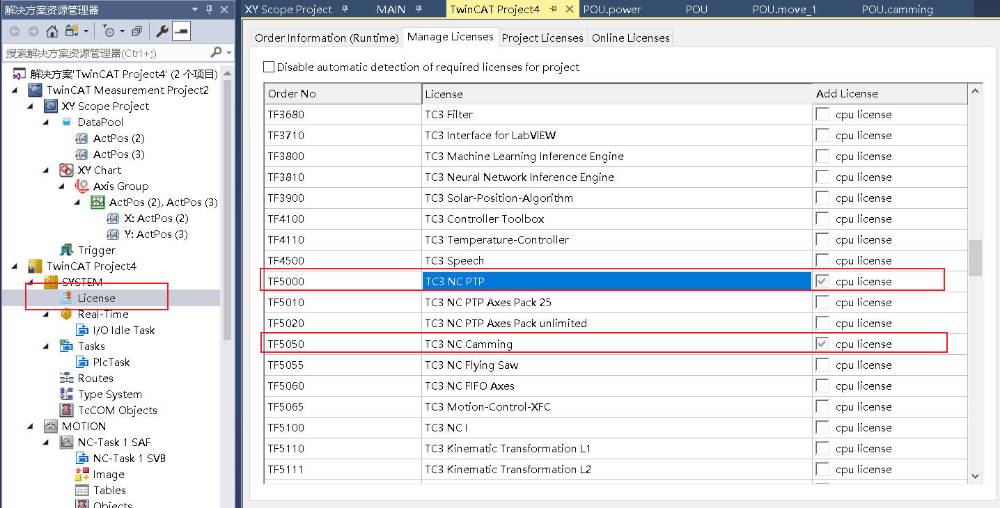 解决方案资源管理器
搜索解决方案资源管理器(Ctrl+;)
解决方案'TwinCAT Project4' (2 个项目)
TwinCAT Measurement Project2
XY Scope Project
DataPool
ActPos (2)
ActPos (3)
XY Chart
Axis Group
ActPos (2), ActPos (3)
X: ActPos (2)
Y: ActPos (3)
Trigger
TwinCAT Project4
SYSTEM
License
Real-Time
I/O Idle Task
Tasks
PlcTask
Routes
Type System
TcCOM Objects
MOTION
NC-Task 1 SAF
NC-Task 1 SVB
Image
Tables
Objects
XY Scope Project MAIN TwinCAT Project4 POU.power POU POU.move_1 POU.camming
Order Information (Runtime) Manage Licenses Project Licenses Online Licenses
Disable automatic detection of required licenses for project
Order No License Add License
TF3680 TC3 Filter cpu license
TF3710 TC3 Interface for LabVIEW cpu license
TF3800 TC3 Machine Learning Inference Engine cpu license
TF3810 TC3 Neural Network Inference Engine cpu license
TF3900 TC3 Solar-Position-Algorithm cpu license
TF4100 TC3 Controller Toolbox cpu license
TF4110 TC3 Temperature-Controller cpu license
TF4500 TC3 Speech cpu license
TF5000 TC3 NC PTP cpu license
TF5010 TC3 NC PTP Axes Pack 25 cpu license
TF5020 TC3 NC PTP Axes Pack unlimited cpu license
TF5050 TC3 NC Camming cpu license
TF5055 TC3 NC Flying Saw cpu license
TF5060 TC3 NC FIFO Axes cpu license
TF5065 TC3 Motion-Control-XFC cpu license
TF5100 TC3 NC I cpu license
TF5110 TC3 Kinematic Transformation L1 cpu license
TF5111 TC3 Kinematic Transformation L2 cpu license